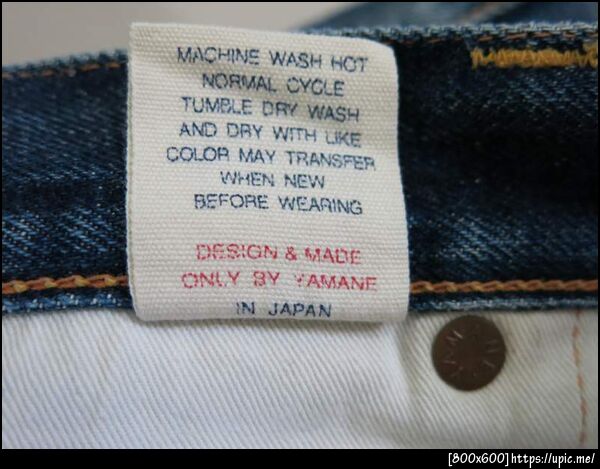 MACHINE WASH HOT
NORMAL CYCLE
TUMBLE DRY WASH
AND DRY WITH LIKE
COLOR MAY TRANSFER
WHEN NEW
BEFORE WEARING
DESIGN & MADE
ONLY BY YAMANE
IN JAPAN
[800x600]https://upic.me/